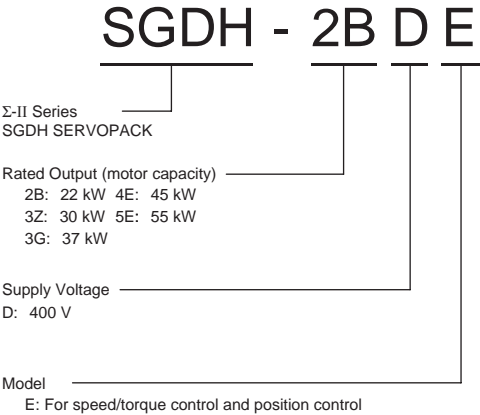 SGDH - 2B D E
Σ-II Series
SGDH SERVOPACK
Rated Output (motor capacity)
2B: 22 kW 4E: 45 kW
3Z: 30 kW 5E: 55 kW
3G: 37 kW
Supply Voltage
D: 400 V
Model
E: For speed/torque control and position control